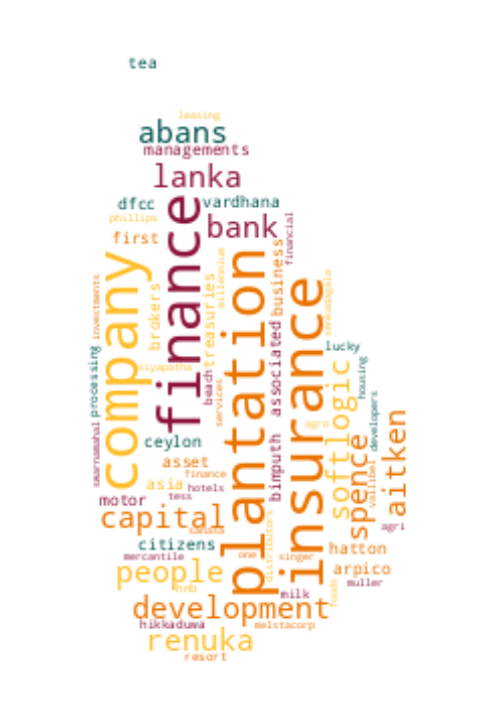 tea
leasing
abans
managements
lanka
dfcc
vardhana
phillips
bank
first
finance
financial
company
plantation
insurance
business
millennium
treasuries
brokers
investments
processing
siyapatha
beach
services
associated
lucky
housing
developers
softlogic
agro
ceylon
swarnamahal
asset
finance
asia
hotels
tess
motor
bimputh
spence
vallibel
aitken
agri
capital
citizens
mercantile
one
singer
distributors
hatton
arpico
muller
people
hnb
milk
foods
development
hikkaduwa
melstacorp
renuka
resort